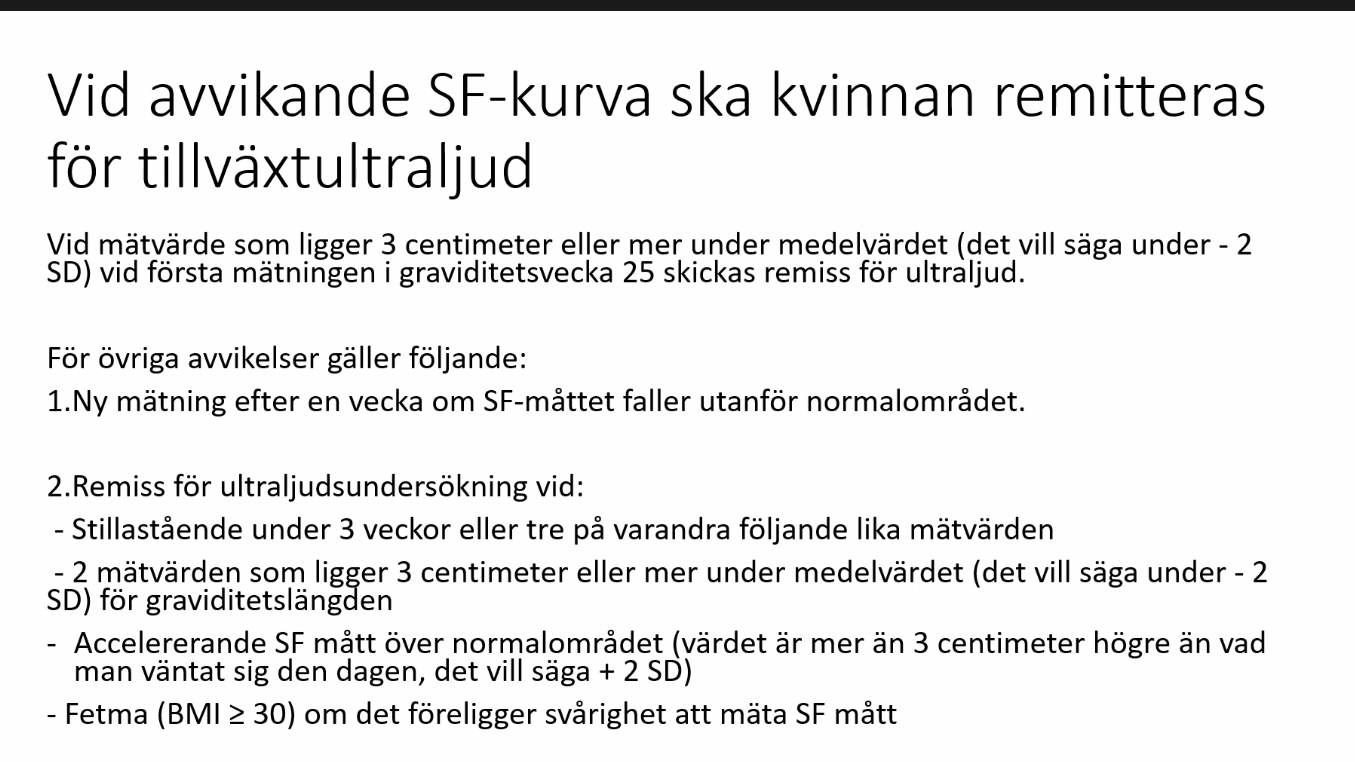 Vid avvikande SF-kurva ska kvinnan remitteras
för tillväxtultraljud
Vid mätvärde som ligger 3 centimeter eller mer under medelvärdet (det vill säga under - 2
SD) vid första mätningen i graviditetsvecka 25 skickas remiss för ultraljud.
För övriga avvikelser gäller följande:
1.Ny mätning efter en vecka om SF-måttet faller utanför normalområdet.
2.Remiss för ultraljudsundersökning vid:
- Stillastående under 3 veckor eller tre på varandra följande lika mätvärden
- 2 mätvärden som ligger 3 centimeter eller mer under medelvärdet (det vill säga under - 2
SD) för graviditetslängden
- Accelererande SF mått över normalområdet (värdet är mer än 3 centimeter högre än vad
man väntat sig den dagen, det vill säga + 2 SD)
- Fetma (BMI ≥ 30) om det föreligger svårighet att mäta SF mått